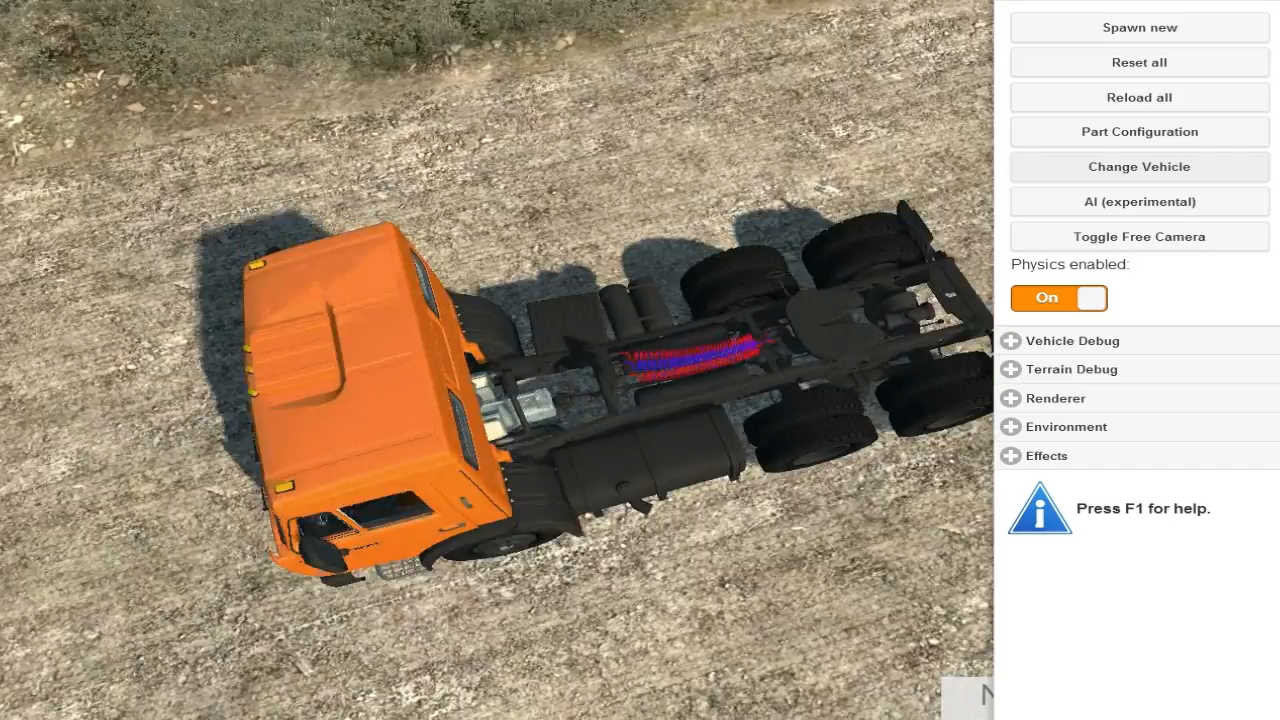 Spawn new
Reset all
Reload all
Part Configuration
Change Vehicle
AI (experimental)
Toggle Free Camera
Physics enabled:
On
Vehicle Debug
Terrain Debug
Renderer
Environment
Effects
Press F1 for help.
N